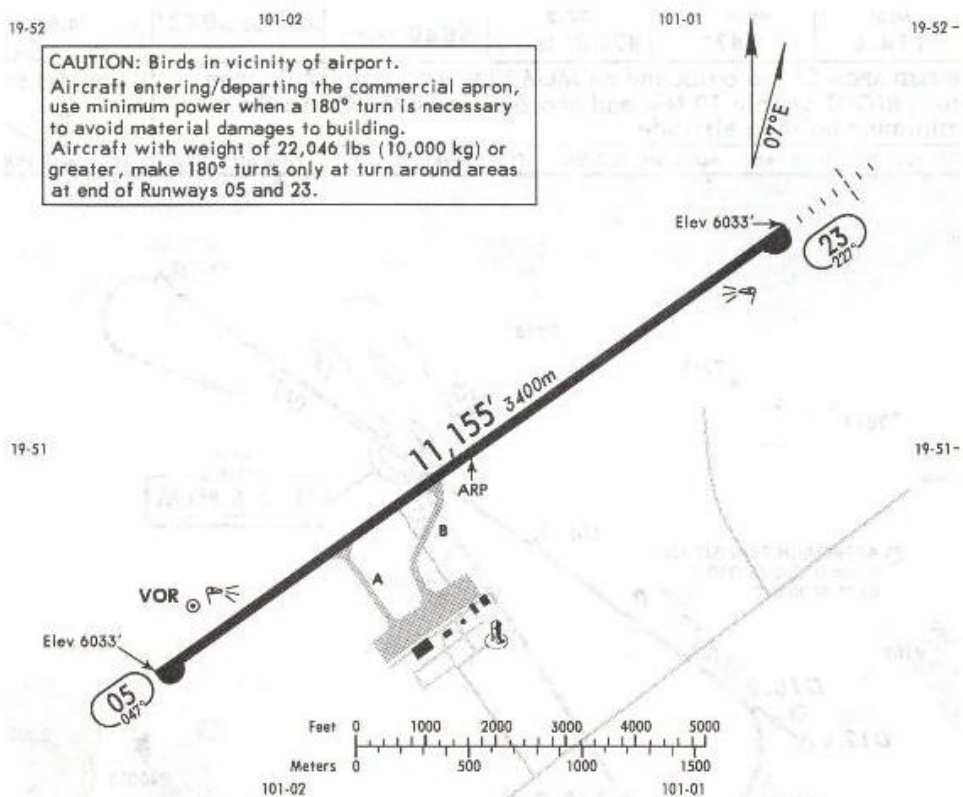 19-52 101-02 101-01 19-52-
CAUTION: Birds in vicinity of airport.
Aircraft entering/departing the commercial apron,
use minimum power when a 180° turn is necessary
to avoid material damages to building.
Aircraft with weight of 22,046 lbs (10,000 kg) or
greater, make 180° turns only at turn around areas
at end of Runways 05 and 23.
07°E
Elev 6033'
23
227°
11,155' 3400m
19-51 19-51-
ARP
B
A
VOR
Elev 6033'
05
047°
Feet 0 1000 2000 3000 4000 5000
Meters 0 500 1000 1500
101-02 101-01